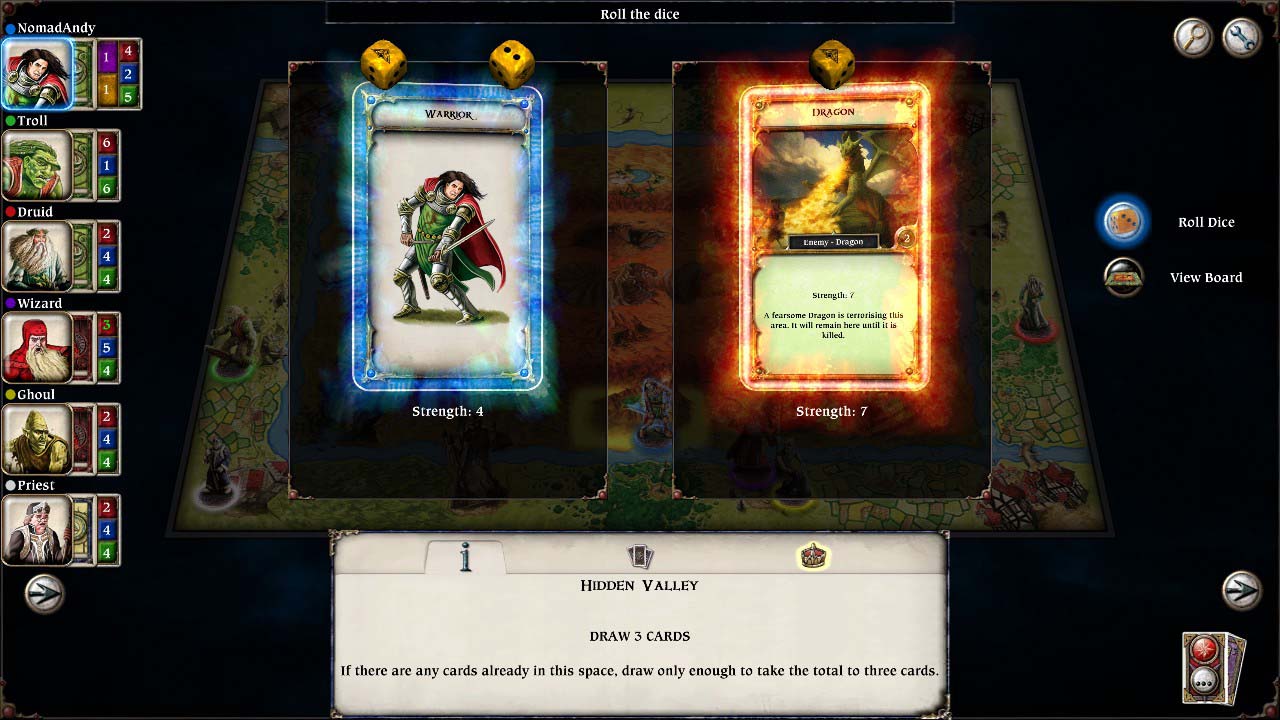 Roll the dice
NomadAndy
1
4
2
1
5
Troll
6
1
6
Druid
2
4
4
Wizard
3
5
4
Ghoul
2
4
4
Priest
2
4
4
Warrior
Strength: 4
Dragon
Enemy - Dragon
2
Strength: 7
A fearsome Dragon is terrorising this
area. It will remain here until it is
killed.
Strength: 7
Roll Dice
View Board
Hidden Valley
DRAW 3 CARDS
If there are any cards already in this space, draw only enough to take the total to three cards.